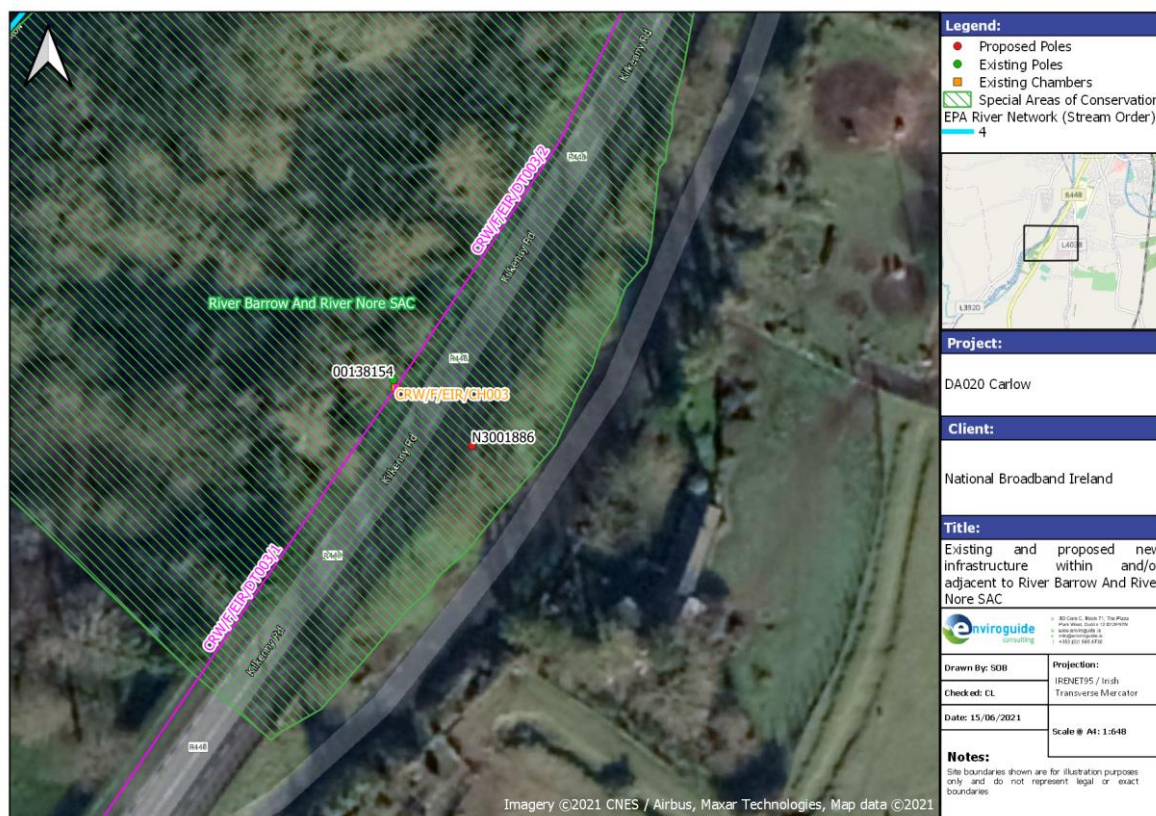 Kilkenny Rd
R448
CRW/F/EIR/DT003/2
Kilkenny Rd
River Barrow And River Nore SAC
R448
00138154
CRW/F/EIR/CH003
N3001886
Kilkenny Rd
R448
CRW/F/EIR/DT003/1
Kilkenny Rd
R448
Imagery ©2021 CNES / Airbus, Maxar Technologies, Map data ©2021
Legend:
Proposed Poles
Existing Poles
Existing Chambers
Special Areas of Conservation
EPA River Network (Stream Order)
4
R448
L4038
L3920
Project:
DA020 Carlow
Client:
National Broadband Ireland
Title:
Existing and proposed new
infrastructure within and/o
adjacent to River Barrow And Rive
Nore SAC
enviroguide
consulting
Drawn By: SOB
Checked: CL
Date: 15/06/2021
Projection:
IRENET95 / Irish
Transverse Mercator
Scale @ A4: 1:648
Notes:
Site boundaries shown are for illustration purposes
only and do not represent legal or exact
boundaries